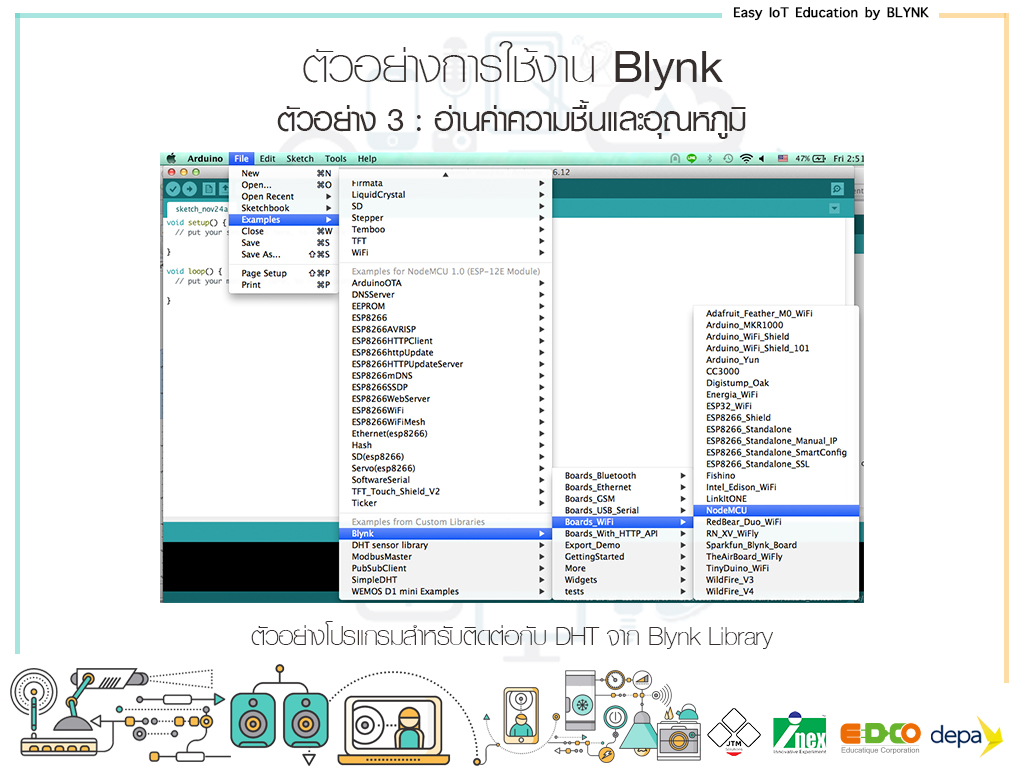 Easy IoT Education by BLYNK
ตัวอย่างการใช้งาน Blynk
ตัวอย่าง 3 : อ่านค่าความชื้นและอุณหภูมิ
Arduino File Edit Sketch Tools Help 47% Fri 2:51
6.12
sketch_nov24a
void setup() {
// put your s
}
void loop() {
// put your m
}
New ⌘N
Open... ⌘O
Open Recent
Sketchbook
Examples
Close ⌘W
Save ⌘S
Save As... ⇧⌘S
Page Setup ⇧⌘P
Print ⌘P
Firmata
LiquidCrystal
SD
Stepper
Temboo
TFT
WiFi
Examples for NodeMCU 1.0 (ESP-12E Module)
ArduinoOTA
DNSServer
EEPROM
ESP8266
ESP8266AVRISP
ESP8266HTTPClient
ESP8266httpUpdate
ESP8266HTTPUpdateServer
ESP8266mDNS
ESP8266SSDP
ESP8266WebServer
ESP8266WiFi
ESP8266WiFiMesh
Ethernet(esp8266)
Hash
SD(esp8266)
Servo(esp8266)
SoftwareSerial
TFT_Touch_Shield_V2
Ticker
Examples from Custom Libraries
Blynk
DHT sensor library
ModbusMaster
PubSubClient
SimpleDHT
WEMOS D1 mini Examples
Boards_Bluetooth
Boards_Ethernet
Boards_GSM
Boards_USB_Serial
Boards_WiFi
Boards_With_HTTP_API
Export_Demo
GettingStarted
More
Widgets
tests
Adafruit_Feather_M0_WiFi
Arduino_MKR1000
Arduino_WiFi_Shield
Arduino_WiFi_Shield_101
Arduino_Yun
CC3000
Digistump_Oak
Energia_WiFi
ESP32_WiFi
ESP8266_Shield
ESP8266_Standalone
ESP8266_Standalone_Manual_IP
ESP8266_Standalone_SmartConfig
ESP8266_Standalone_SSL
Fishino
Intel_Edison_WiFi
LinkItONE
NodeMCU
RedBear_Duo_WiFi
RN_XV_WiFly
Sparkfun_Blynk_Board
TheAirBoard_WiFly
TinyDuino_WiFi
WildFire_V3
WildFire_V4
ตัวอย่างโปรแกรมสำหรับติดต่อกับ DHT จาก Blynk Library
JTM
Solutions
inex
Innovative Experiment
EDCO
Educatique Corporation
depa